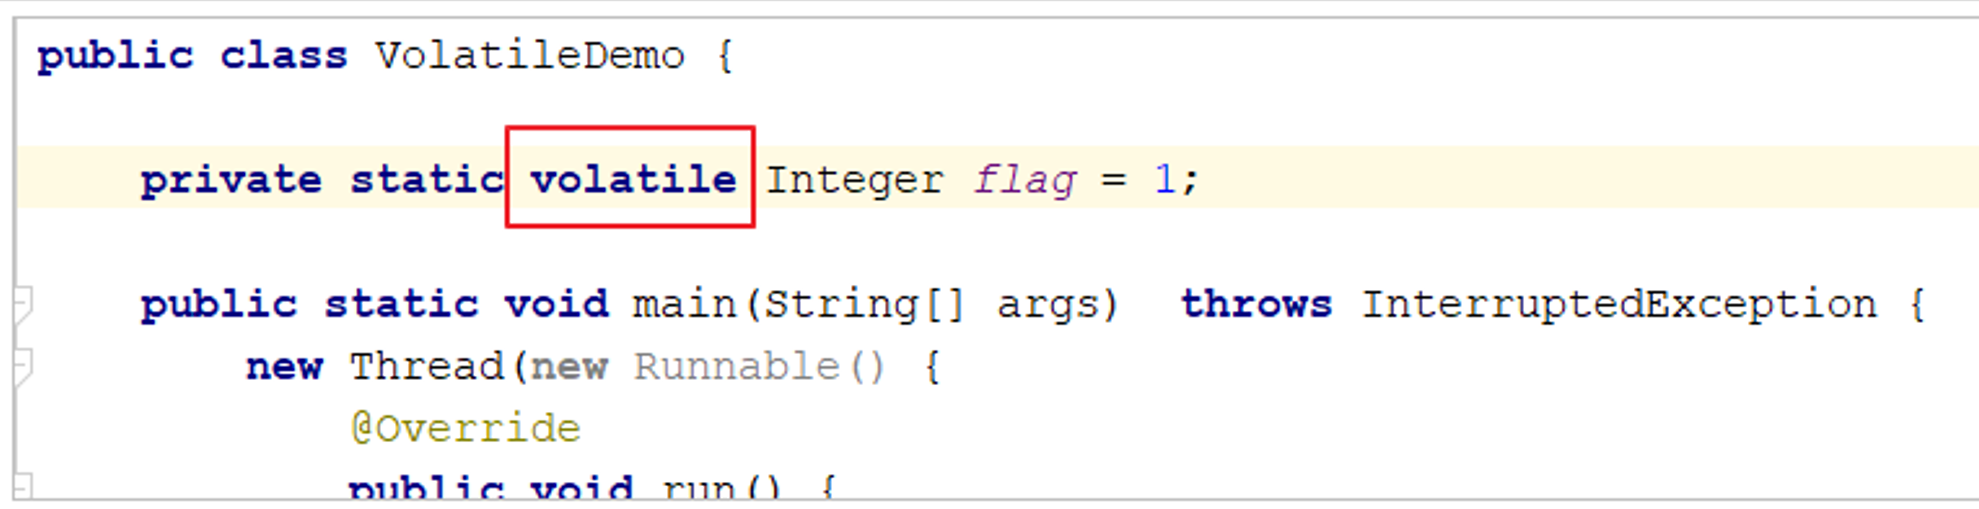 public class VolatileDemo {
private static volatile Integer flag = 1;
public static void main(String[] args)  throws InterruptedException {
new Thread(new Runnable() {
@Override
public void run() {